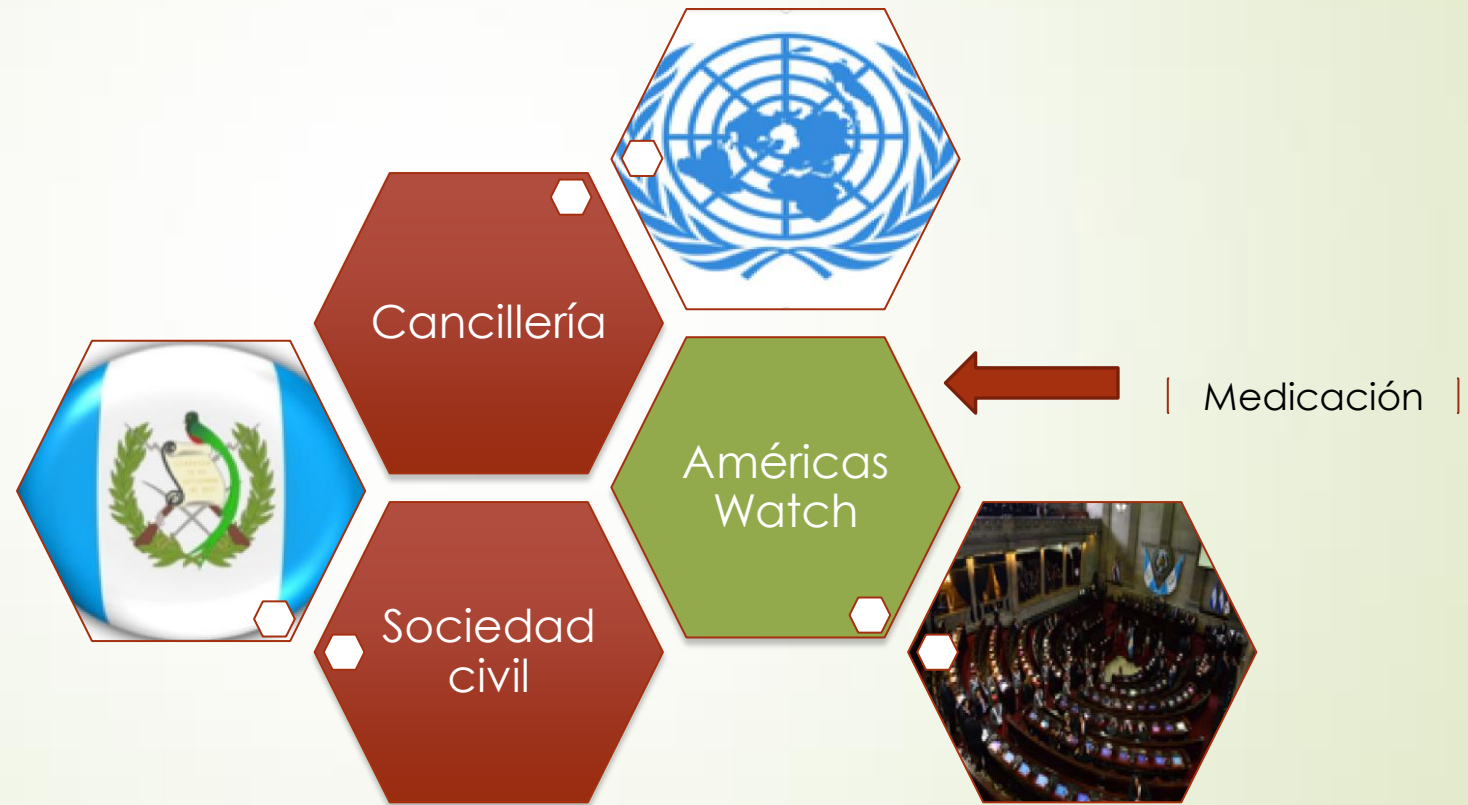 Cancillería
Américas
Watch
Medicación
Sociedad
civil